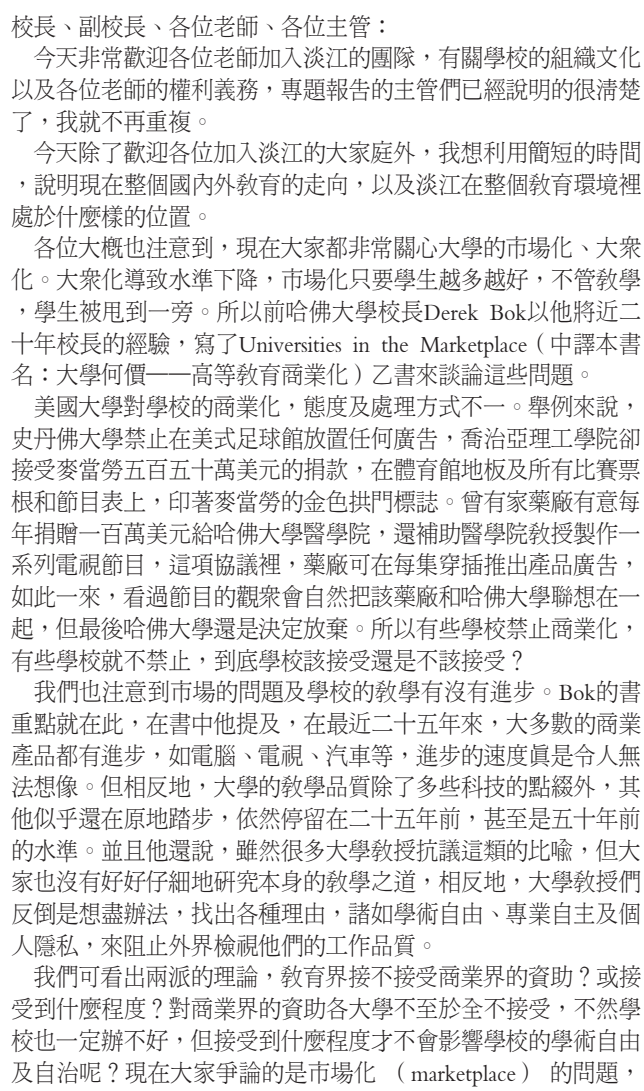 校長、副校長、各位老師、各位主管：
　今天非常歡迎各位老師加入淡江的團隊，有關學校的組織文化
以及各位老師的權利義務，專題報告的主管們已經說明的很清楚
了，我就不再重複。
　今天除了歡迎各位加入淡江的大家庭外，我想利用簡短的時間
，說明現在整個國內外教育的走向，以及淡江在整個教育環境裡
處於什麼樣的位置。
　各位大概也注意到，現在大家都非常關心大學的市場化、大眾
化。大眾化導致水準下降，市場化只要學生越多越好，不管教學
，學生被甩到一旁。所以前哈佛大學校長Derek Bok以他將近二
十年校長的經驗，寫了Universities in the Marketplace（中譯本書
名：大學何價——高等教育商業化）乙書來談論這些問題。
　美國大學對學校的商業化，態度及處理方式不一。舉例來說，
史丹佛大學禁止在美式足球館放置任何廣告，喬治亞理工學院卻
接受麥當勞五百五十萬美元的捐款，在體育館地板及所有比賽票
根和節目表上，印著麥當勞的金色拱門標誌。曾有家藥廠有意每
年捐贈一百萬美元給哈佛大學醫學院，還補助醫學院教授製作一
系列電視節目，這項協議裡，藥廠可在每集穿插推出產品廣告，
如此一來，看過節目的觀眾會自然把該藥廠和哈佛大學聯想在一
起，但最後哈佛大學還是決定放棄。所以有些學校禁止商業化，
有些學校就不禁止，到底學校該接受還是不該接受？
　我們也注意到市場的問題及學校的教學有沒有進步。Bok的書
重點就在此，在書中他提及，在最近二十五年來，大多數的商業
產品都有進步，如電腦、電視、汽車等，進步的速度真是令人無
法想像。但相反地，大學的教學品質除了多些科技的點綴外，其
他似乎還在原地踏步，依然停留在二十五年前，甚至是五十年前
的水準。並且他還說，雖然很多大學教授抗議這類的比喻，但大
家也沒有好好仔細地研究本身的教學之道，相反地，大學教授們
反倒是想盡辦法，找出各種理由，諸如學術自由、專業自主及個
人隱私，來阻止外界檢視他們的工作品質。
　我們可看出兩派的理論，教育界接不接受商業界的資助？或接
受到什麼程度？對商業界的資助各大學不至於全不接受，不然學
校也一定辦不好，但接受到什麼程度才不會影響學校的學術自由
及自治呢？現在大家爭論的是市場化 （marketplace） 的問題，